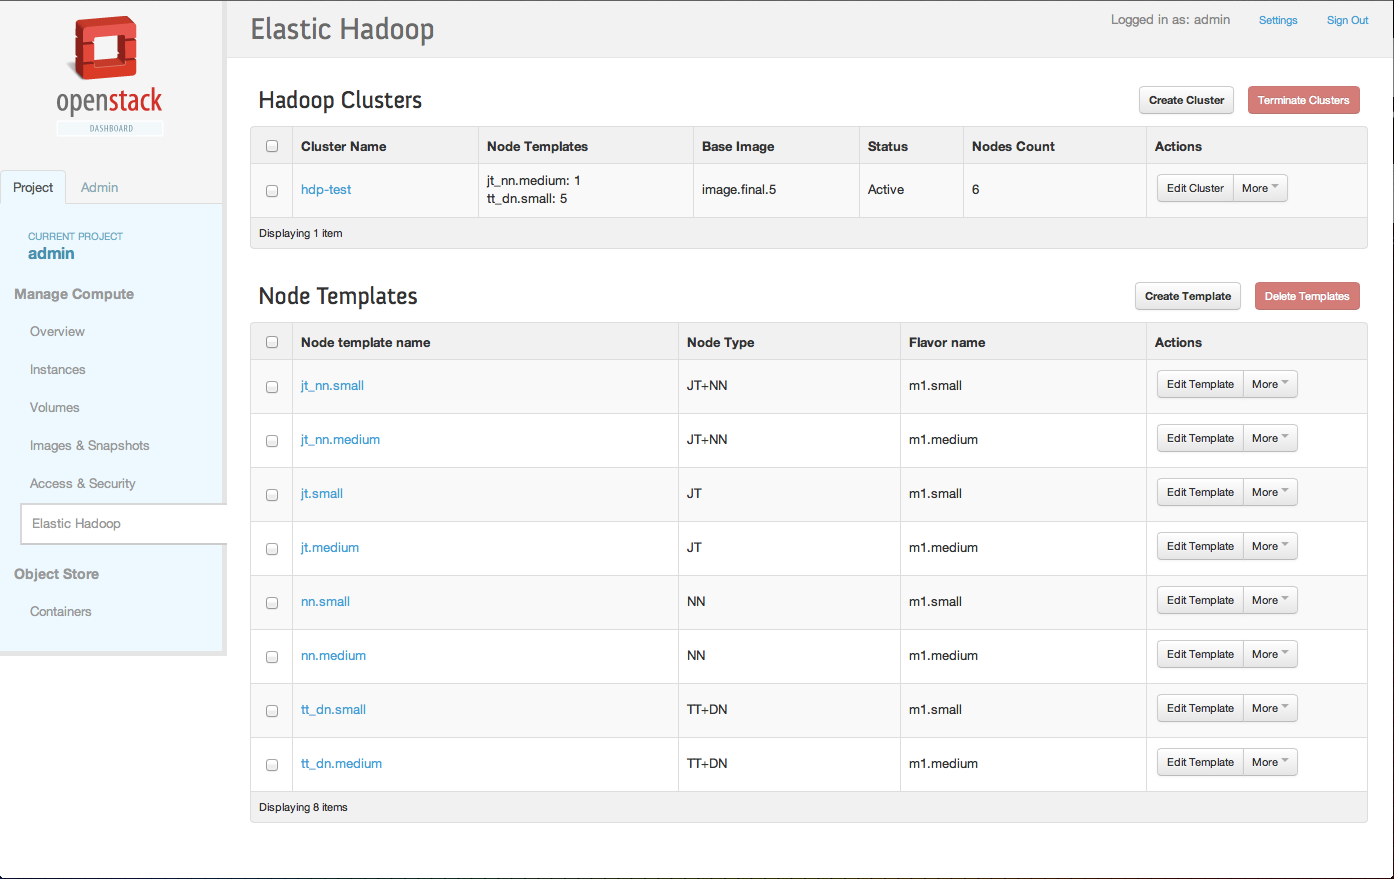 openstack
DASHBOARD
Project Admin
CURRENT PROJECT
admin
Manage Compute
Overview
Instances
Volumes
Images & Snapshots
Access & Security
Elastic Hadoop
Object Store
Containers
Elastic Hadoop
Logged in as: admin Settings Sign Out
Hadoop Clusters
Create Cluster Terminate Clusters
Cluster Name Node Templates Base Image Status Nodes Count Actions
hdp-test jt_nn.medium: 1 image.final.5 Active 6 Edit Cluster More
tt_dn.small: 5
Displaying 1 item
Node Templates
Create Template Delete Templates
Node template name Node Type Flavor name Actions
jt_nn.small JT+NN m1.small Edit Template More
jt_nn.medium JT+NN m1.medium Edit Template More
jt.small JT m1.small Edit Template More
jt.medium JT m1.medium Edit Template More
nn.small NN m1.small Edit Template More
nn.medium NN m1.medium Edit Template More
tt_dn.small TT+DN m1.small Edit Template More
tt_dn.medium TT+DN m1.medium Edit Template More
Displaying 8 items